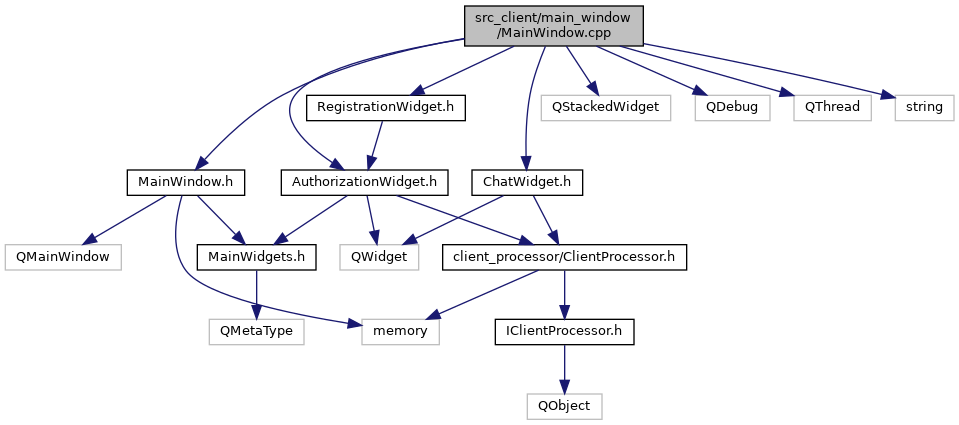 src_client/main_window
/MainWindow.cpp
RegistrationWidget.h
QStackedWidget
QDebug
QThread
string
MainWindow.h
AuthorizationWidget.h
ChatWidget.h
QMainWindow
MainWidgets.h
QWidget
client_processor/ClientProcessor.h
QMetaType
memory
IClientProcessor.h
QObject